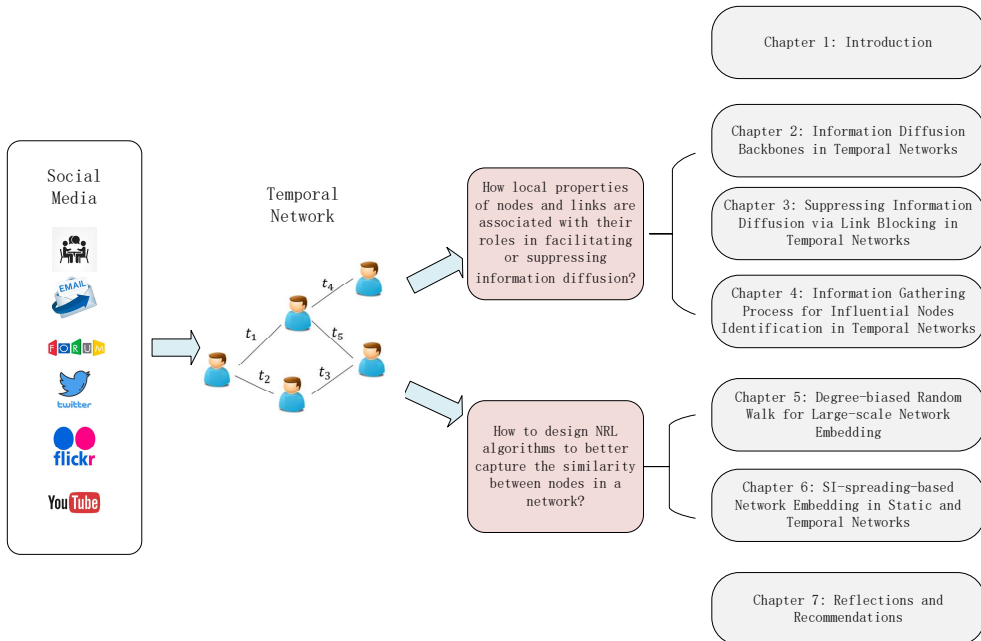 Social
Media
EMAIL
FORUM
twitter
flickr
YouTube
Temporal
Network
t1
t2
t3
t4
t5
How local properties
of nodes and links are
associated with their
roles in facilitating
or suppressing
information diffusion?
How to design NRL
algorithms to better
capture the similarity
between nodes in a
network?
Chapter 1: Introduction
Chapter 2: Information Diffusion
Backbones in Temporal Networks
Chapter 3: Suppressing Information
Diffusion via Link Blocking in
Temporal Networks
Chapter 4: Information Gathering
Process for Influential Nodes
Identification in Temporal Networks
Chapter 5: Degree-biased Random
Walk for Large-scale Network
Embedding
Chapter 6: SI-spreading-based
Network Embedding in Static and
Temporal Networks
Chapter 7: Reflections and
Recommendations